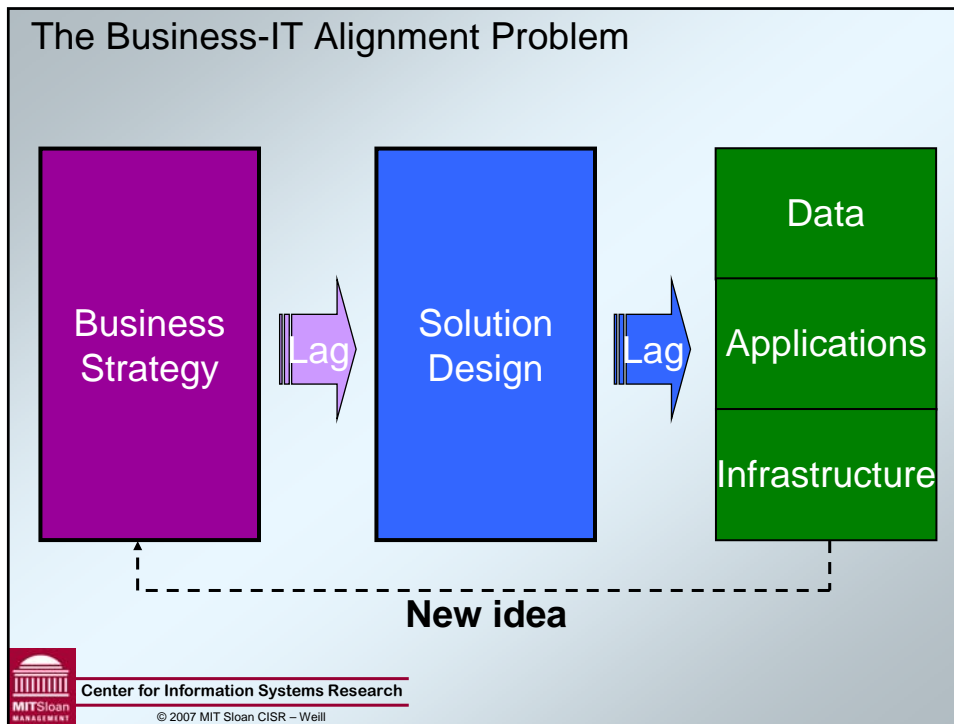 The Business-IT Alignment Problem
Business
Strategy
Lag
Solution
Design
Lag
Data
Applications
Infrastructure
New idea
MITSloan
MANAGEMENT
Center for Information Systems Research
© 2007 MIT Sloan CISR – Weill